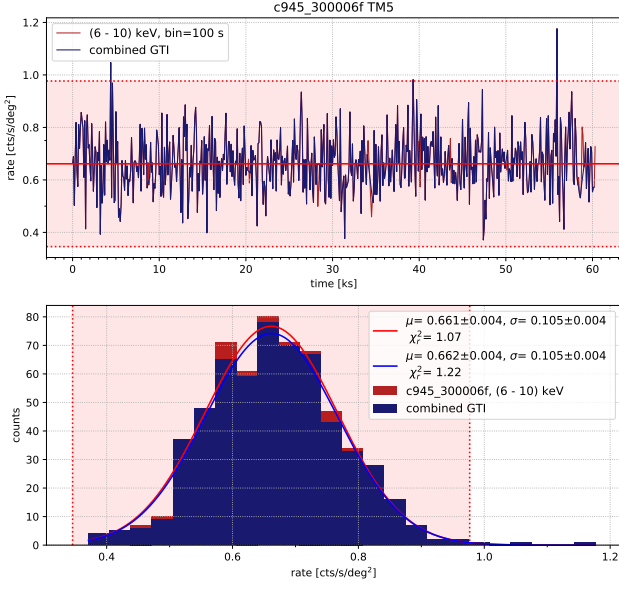 c945_300006f TM5
1.2
1.0
0.8
0.6
0.4
rate [cts/s/deg²]
(6 - 10) keV, bin=100 s
combined GTI
0 10 20 30 40 50 60
time [ks]
80
70
60
50
40
30
20
10
0
counts
μ= 0.661±0.004, σ= 0.105±0.004
χ²ᵣ= 1.07
μ= 0.662±0.004, σ= 0.105±0.004
χ²ᵣ= 1.22
c945_300006f, (6 - 10) keV
combined GTI
0.4 0.6 0.8 1.0 1.2
rate [cts/s/deg²]